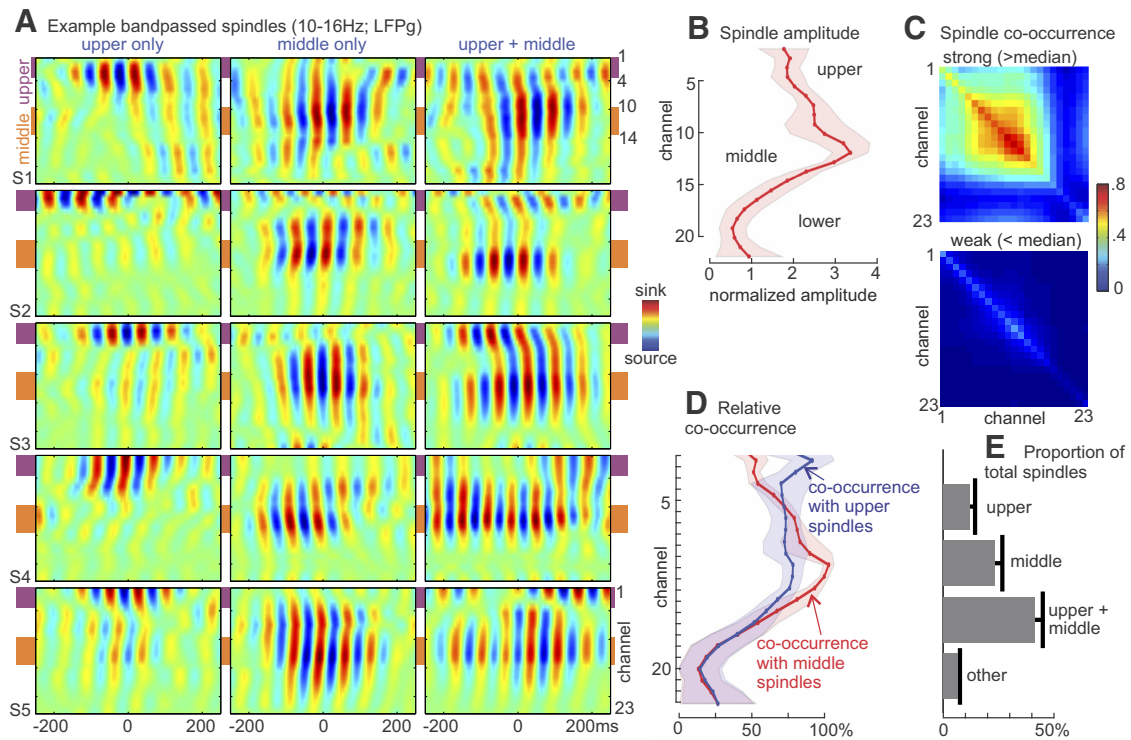 A Example bandpassed spindles (10-16Hz; LFPg)
upper only
middle only
upper + middle
upper
middle
1
4
10
14
S1
S2
S3
S4
S5
channel
1
23
-200
0
200
-200
0
200
-200
0
200ms
sink
source
B Spindle amplitude
upper
middle
lower
channel
5
10
15
20
0
1
2
3
4
normalized amplitude
C Spindle co-occurrence
strong (>median)
1
channel
23
weak (< median)
1
channel
23
1
channel
23
.8
.4
0
D Relative
co-occurrence
co-occurrence
with upper
spindles
channel
5
20
co-occurrence
with middle
spindles
0
100%
E Proportion of
total spindles
upper
middle
upper +
middle
other
0
50%